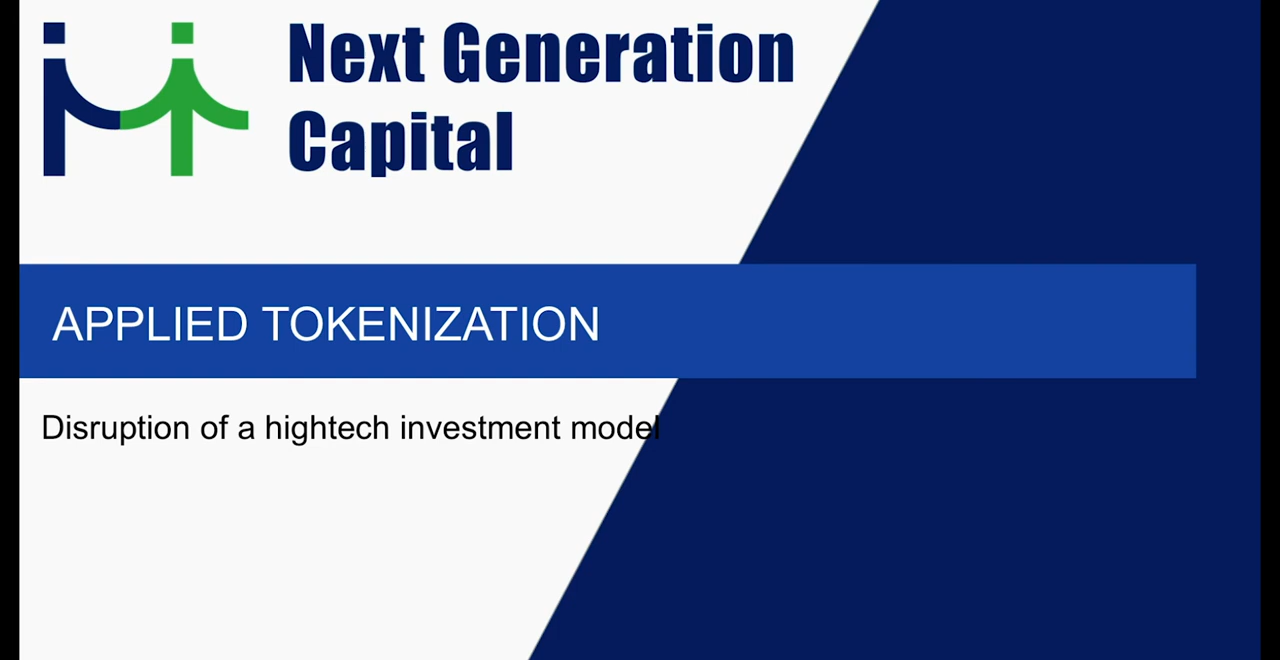 Next Generation
Capital
APPLIED TOKENIZATION
Disruption of a hightech investment model